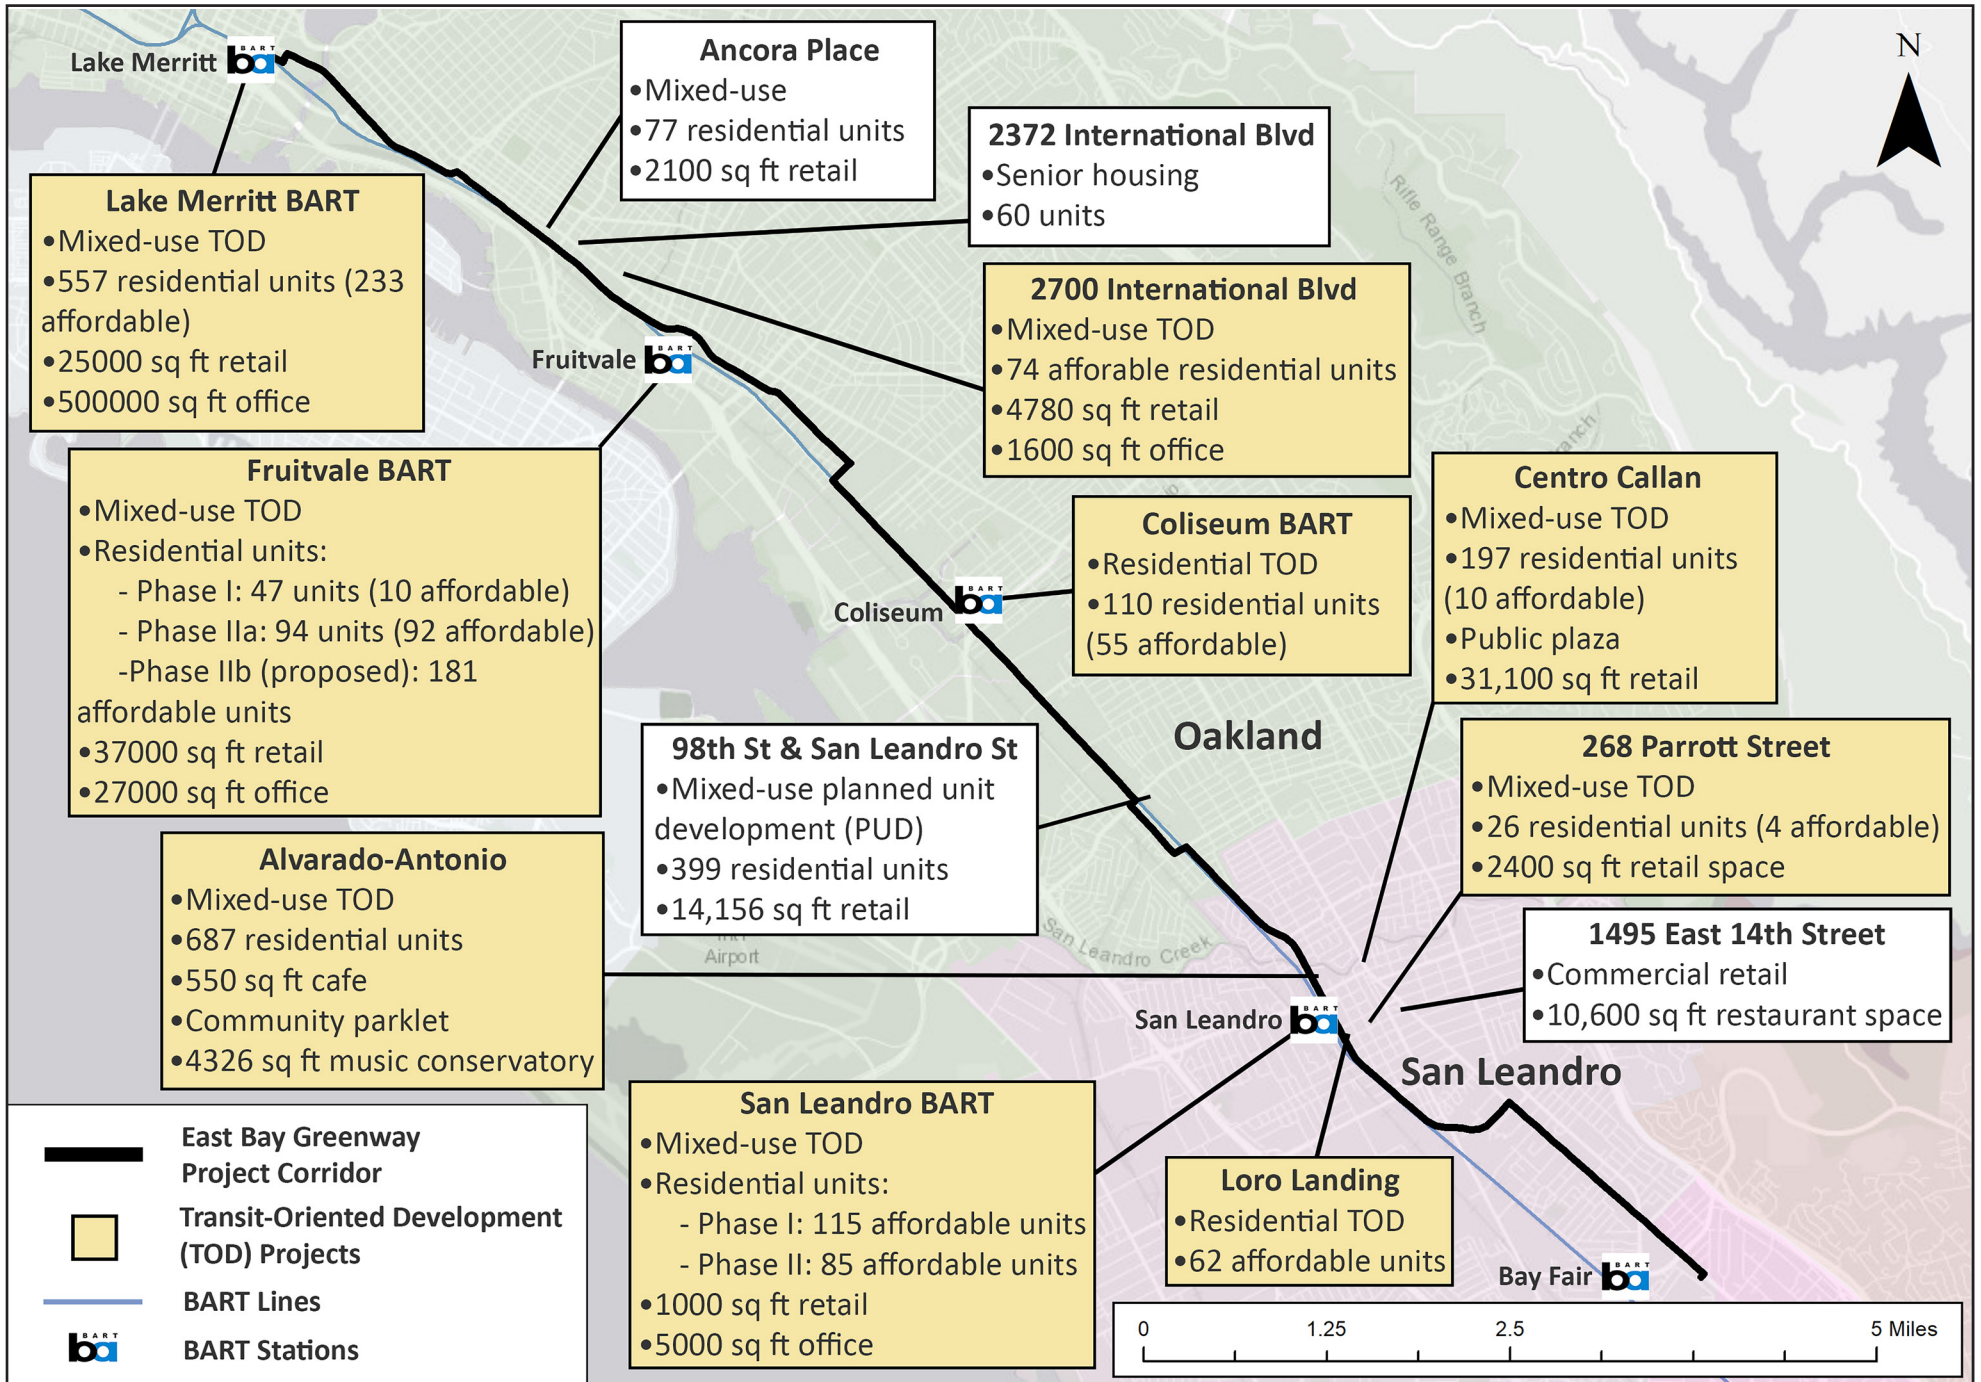 Lake Merritt
BART
ba
Ancora Place
•Mixed-use
•77 residential units
•2100 sq ft retail
2372 International Blvd
•Senior housing
•60 units
N
Lake Merritt BART
•Mixed-use TOD
•557 residential units (233
affordable)
•25000 sq ft retail
•500000 sq ft office
Rifle Range Branch
2700 International Blvd
•Mixed-use TOD
•74 afforable residential units
•4780 sq ft retail
•1600 sq ft office
Fruitvale
BART
ba
Fruitvale BART
•Mixed-use TOD
•Residential units:
- Phase I: 47 units (10 affordable)
- Phase IIa: 94 units (92 affordable)
-Phase IIb (proposed): 181
affordable units
•37000 sq ft retail
•27000 sq ft office
Coliseum BART
•Residential TOD
•110 residential units
(55 affordable)
Coliseum
BART
ba
Centro Callan
•Mixed-use TOD
•197 residential units
(10 affordable)
•Public plaza
•31,100 sq ft retail
Oakland
98th St & San Leandro St
•Mixed-use planned unit
development (PUD)
•399 residential units
•14,156 sq ft retail
268 Parrott Street
•Mixed-use TOD
•26 residential units (4 affordable)
•2400 sq ft retail space
Alvarado-Antonio
•Mixed-use TOD
•687 residential units
•550 sq ft cafe
•Community parklet
•4326 sq ft music conservatory
Airport
San Leandro Creek
1495 East 14th Street
•Commercial retail
•10,600 sq ft restaurant space
San Leandro
BART
ba
San Leandro
San Leandro BART
•Mixed-use TOD
•Residential units:
- Phase I: 115 affordable units
- Phase II: 85 affordable units
•1000 sq ft retail
•5000 sq ft office
Loro Landing
•Residential TOD
•62 affordable units
Bay Fair
BART
ba
East Bay Greenway
Project Corridor
Transit-Oriented Development
(TOD) Projects
BART Lines
BART
ba
BART Stations
0 1.25 2.5 5 Miles